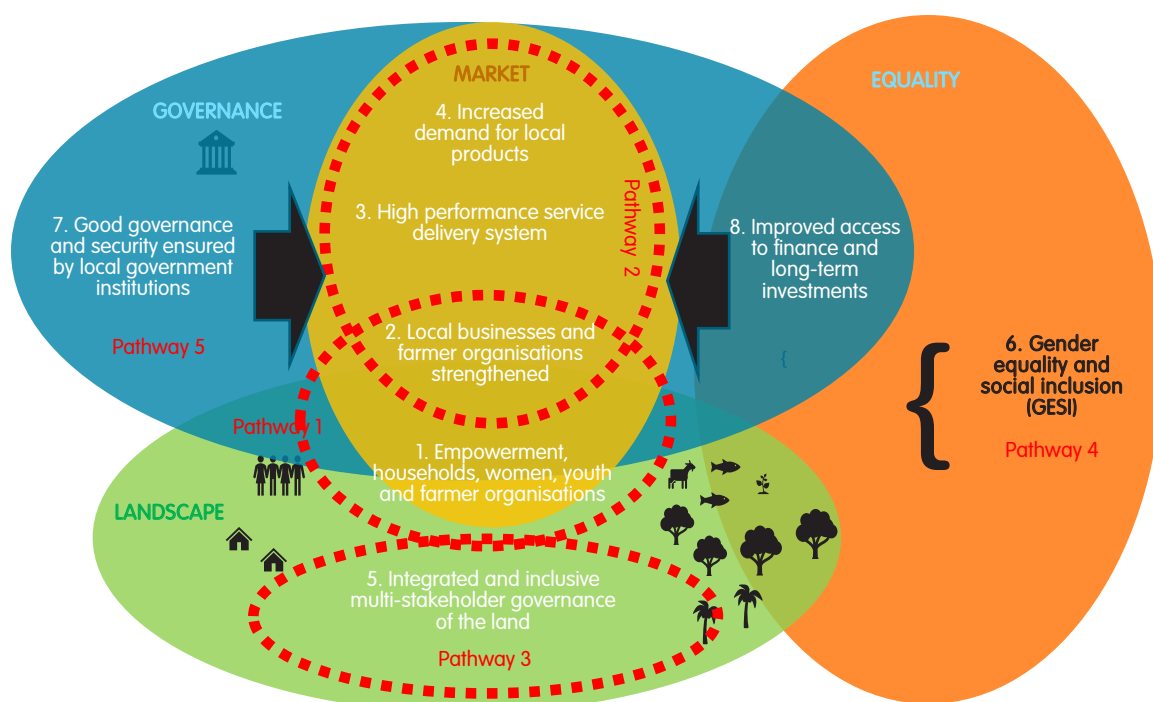 MARKET
EQUALITY
GOVERNANCE
4. Increased
demand for local
products
Pathway 2
3. High performance service
delivery system
7. Good governance
and security ensured
by local government
institutions
8. Improved access
to finance and
long-term
investments
Pathway 5
2. Local businesses and
farmer organisations
strengthened
{
{
6. Gender
equality and
social inclusion
(GESI)
Pathway 4
Pathway 1
1. Empowerment,
households, women, youth
and farmer organisations
LANDSCAPE
5. Integrated and inclusive
multi-stakeholder governance
of the land
Pathway 3